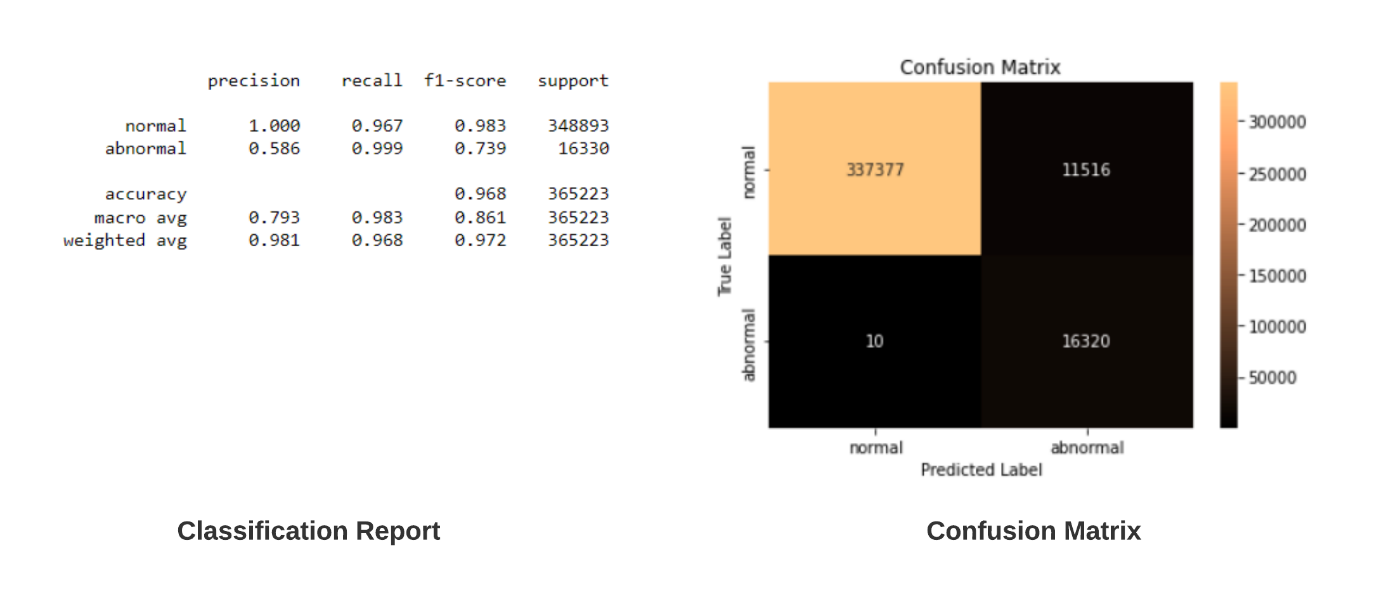 precision recall f1-score support
normal 1.000 0.967 0.983 348893
abnormal 0.586 0.999 0.739 16330
accuracy 0.968 365223
macro avg 0.793 0.983 0.861 365223
weighted avg 0.981 0.968 0.972 365223
Classification Report
Confusion Matrix
True Label
normal
abnormal
337377 11516
10 16320
normal abnormal
Predicted Label
300000
250000
200000
150000
100000
50000
Confusion Matrix